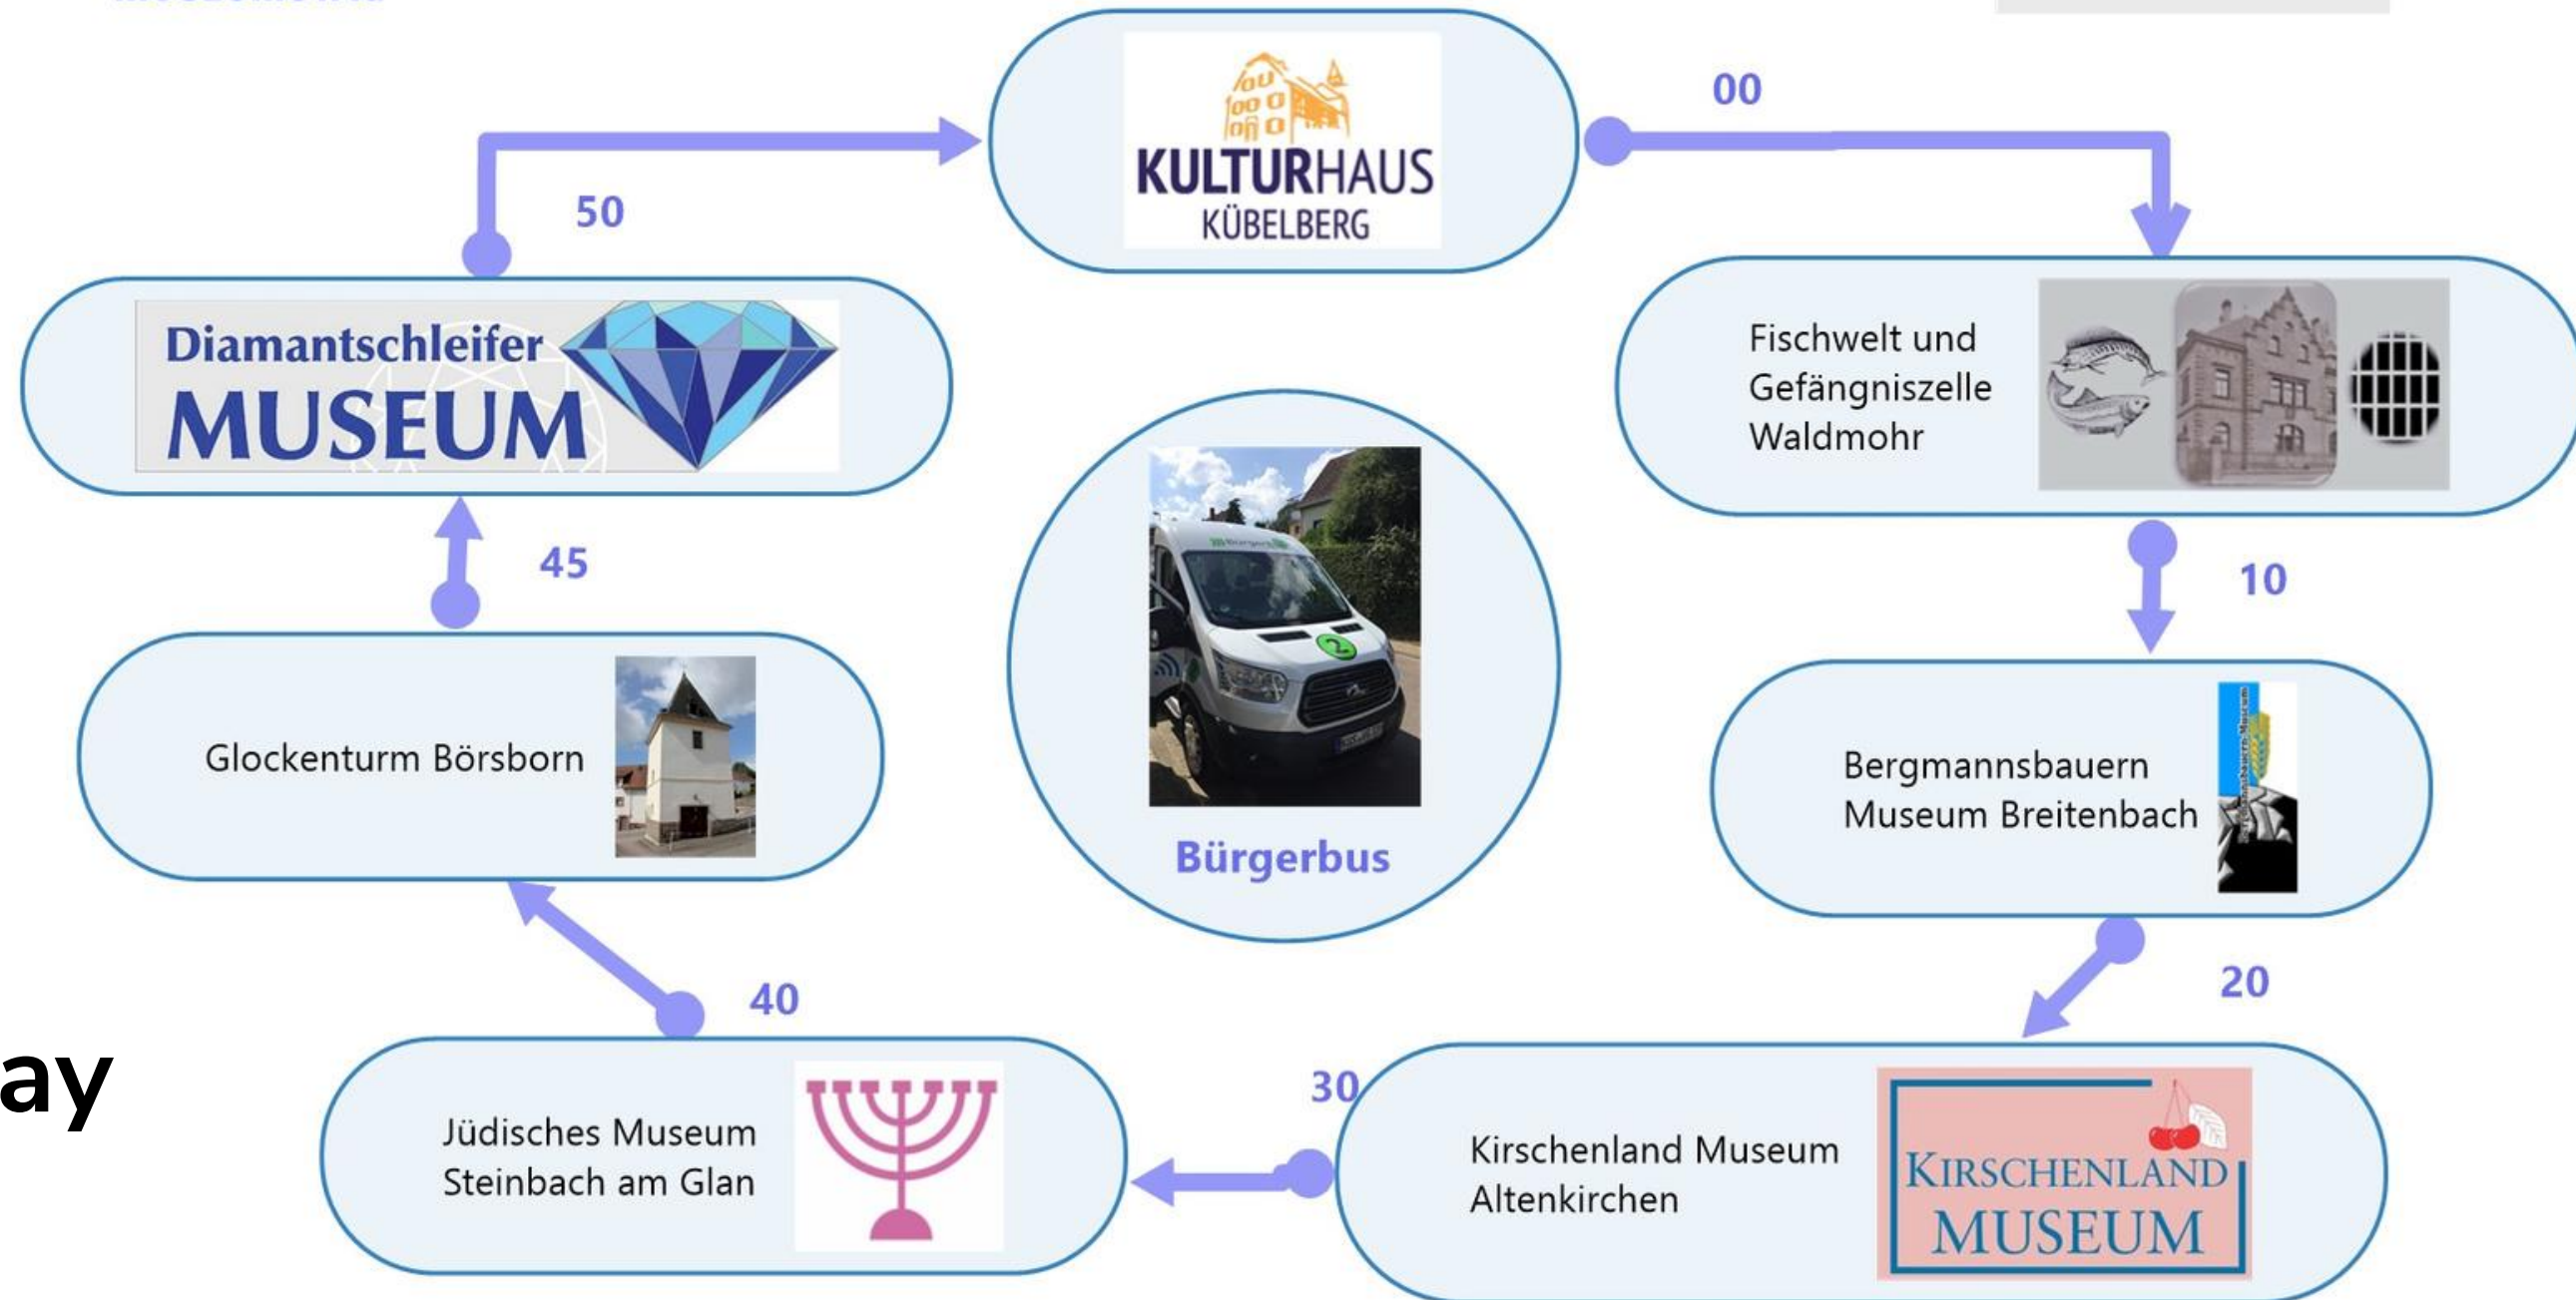 KULTURHAUS
KÜBELBERG
00
Fischwelt und
Gefängniszelle
Waldmohr
10
Bergmannsbauern
Museum Breitenbach
20
Kirschenland Museum
Altenkirchen
KIRSCHENLAND
MUSEUM
30
Jüdisches Museum
Steinbach am Glan
40
Glockenturm Börsborn
45
Diamantschleifer
MUSEUM
50
2
Bürgerbus
ay